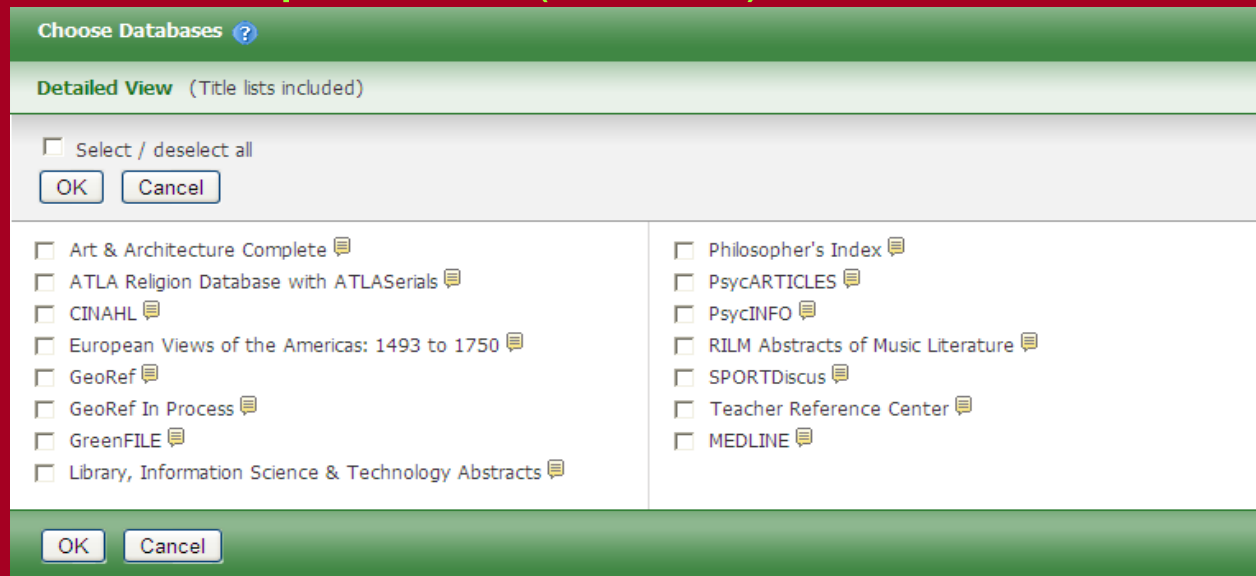 Choose Databases ?
Detailed View (Title lists included)
Select / deselect all
OK Cancel
Art & Architecture Complete
ATLA Religion Database with ATLASerials
CINAHL
European Views of the Americas: 1493 to 1750
GeoRef
GeoRef In Process
GreenFILE
Library, Information Science & Technology Abstracts
Philosopher's Index
PsycARTICLES
PsycINFO
RILM Abstracts of Music Literature
SPORTDiscus
Teacher Reference Center
MEDLINE
OK Cancel